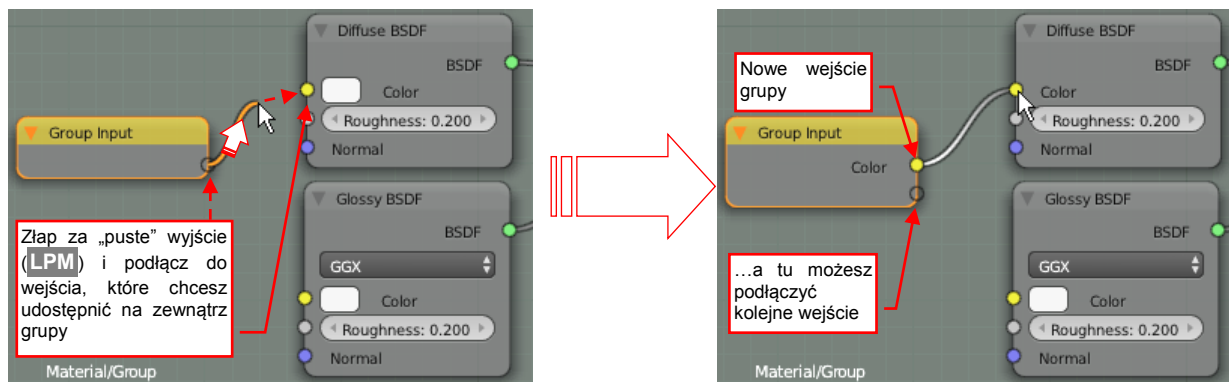 Diffuse BSDF
BSDF
Color
Roughness: 0.200
Normal
Group Input
Glossy BSDF
BSDF
GGX
Color
Roughness: 0.200
Normal
Złap za „puste” wyjście
(LPM) i podłącz do
wejścia, które chcesz
udostępnić na zewnątrz
grupy
Material/Group
Diffuse BSDF
BSDF
Color
Roughness: 0.200
Normal
Nowe wejście
grupy
Group Input
Color
Glossy BSDF
BSDF
GGX
Color
Roughness: 0.200
Normal
…a tu możesz
podłączyć
kolejne wejście
Material/Group